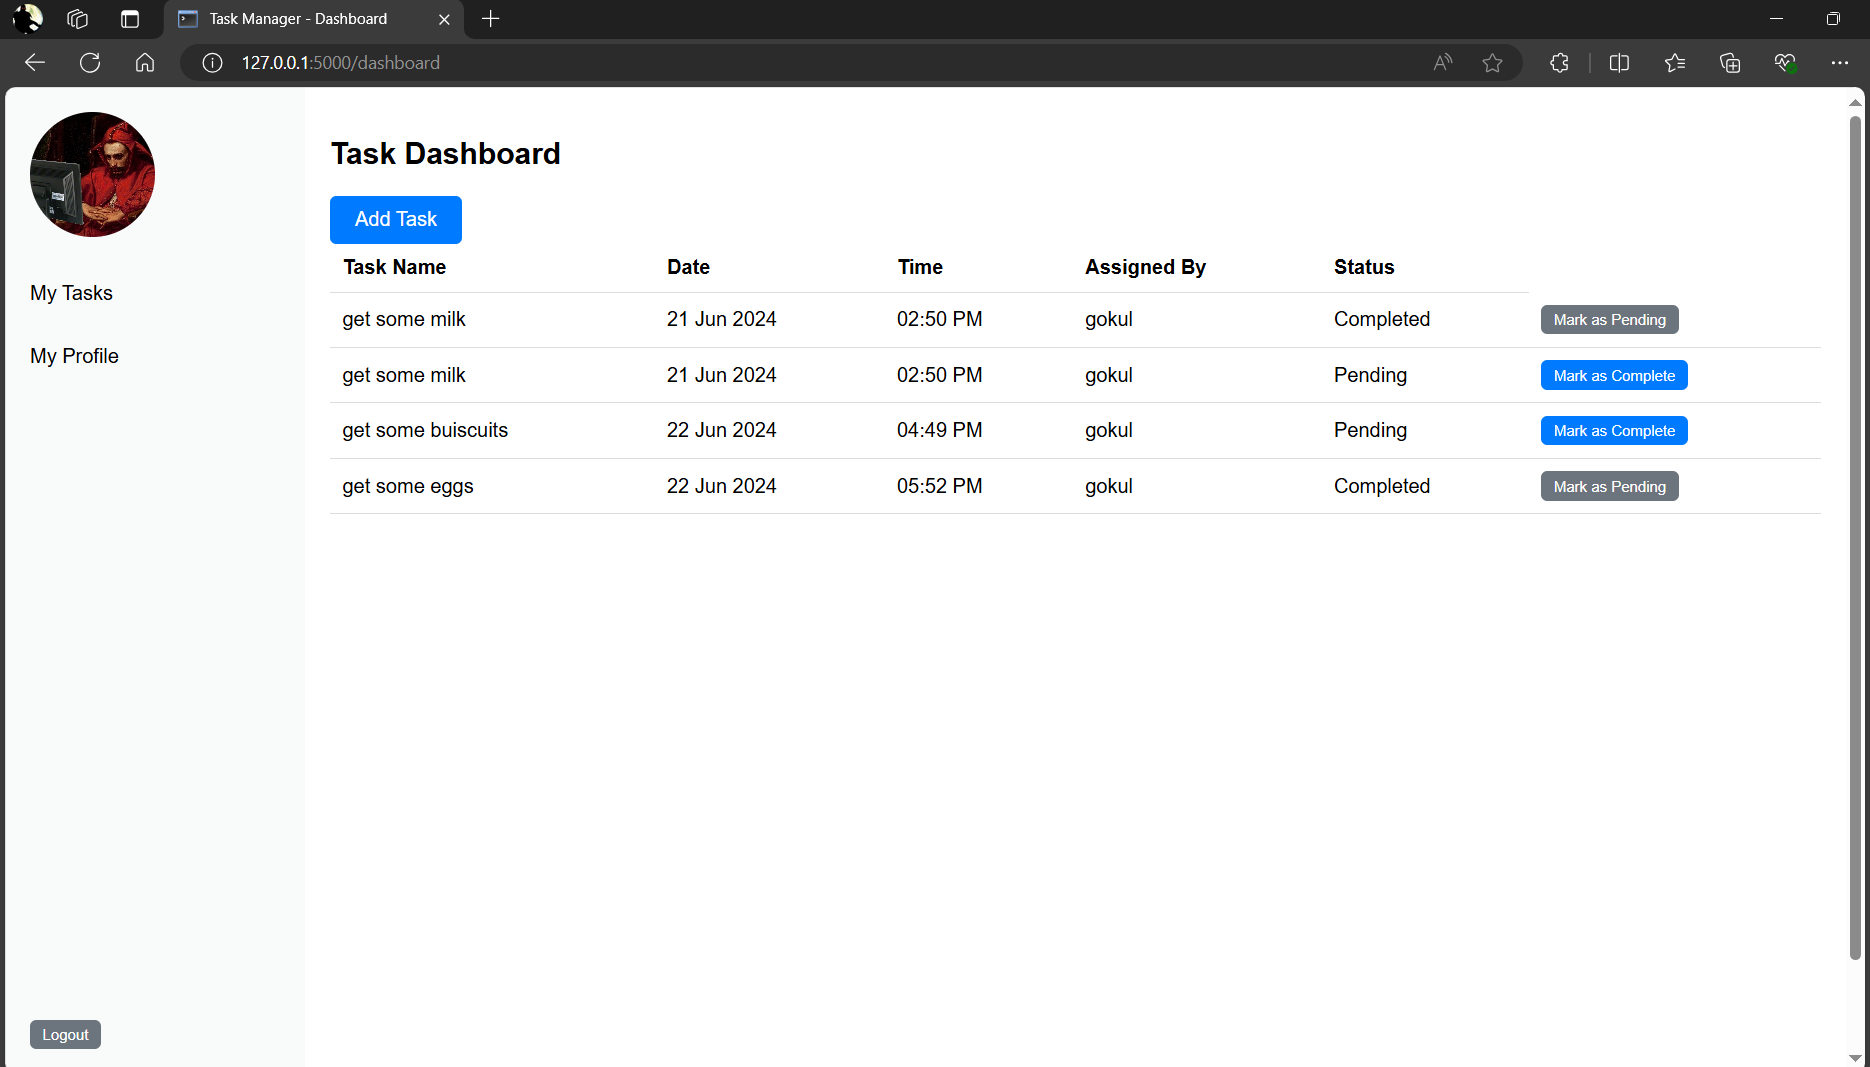 Task Manager - Dashboard
127.0.0.1:5000/dashboard
Task Dashboard
Add Task
My Tasks
My Profile
Task Name Date Time Assigned By Status
get some milk 21 Jun 2024 02:50 PM gokul Completed Mark as Pending
get some milk 21 Jun 2024 02:50 PM gokul Pending Mark as Complete
get some buiscuits 22 Jun 2024 04:49 PM gokul Pending Mark as Complete
get some eggs 22 Jun 2024 05:52 PM gokul Completed Mark as Pending
Logout